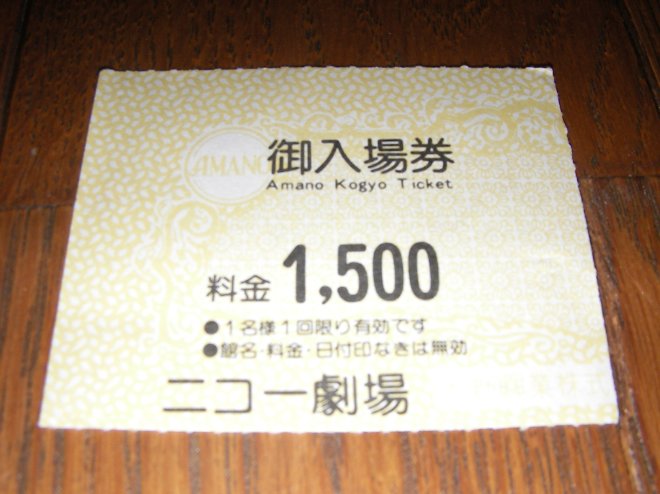 AMANO
御入場券
Amano Kogyo Ticket
料金 1,500
●1名様1回限り有効です
●館名・料金・日付印なきは無効
ニコー劇場